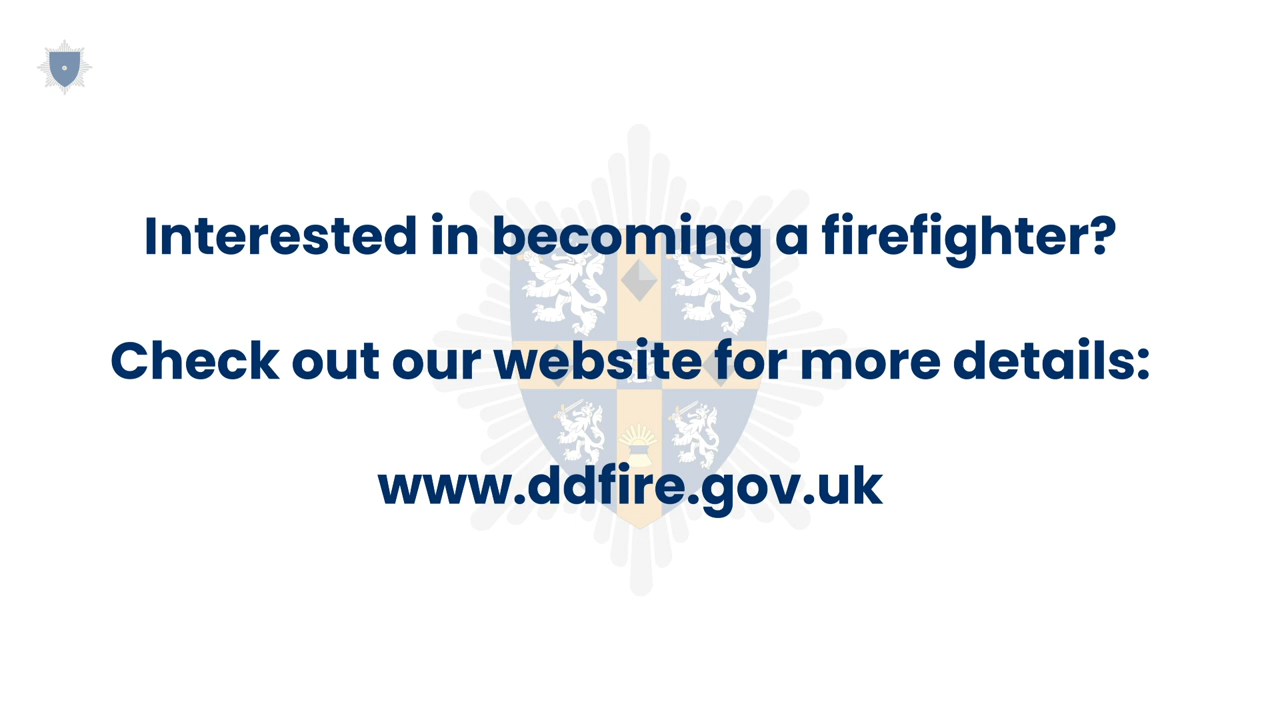 Interested in becoming a firefighter?
Check out our website for more details:
www.ddfire.gov.uk